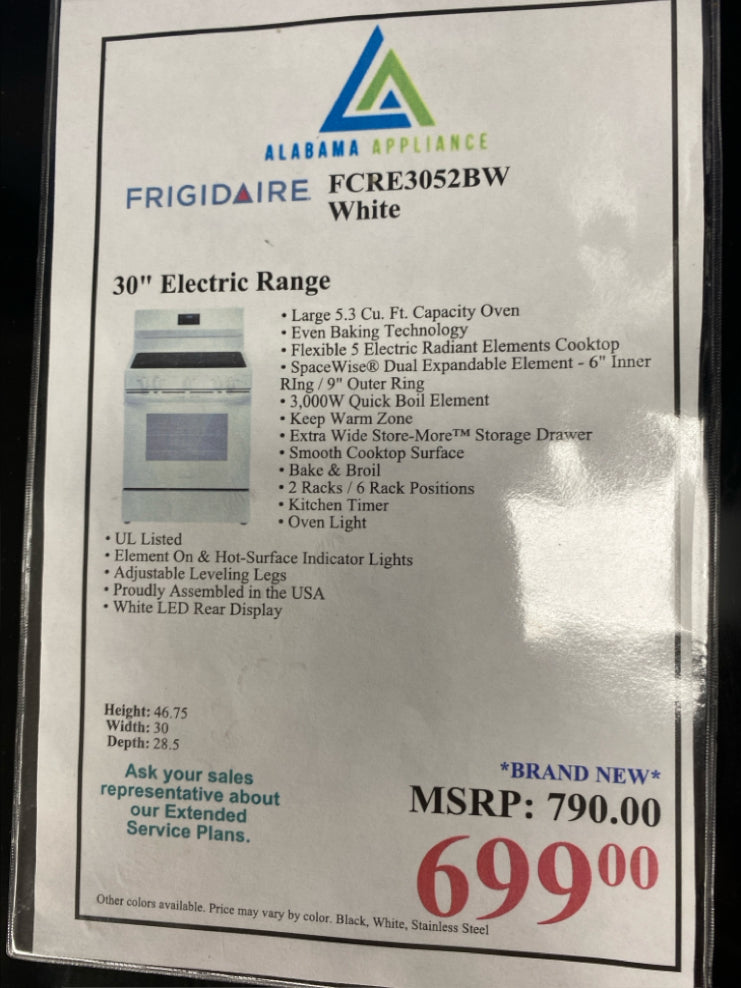 ALABAMA APPLIANCE
FRIGIDAIRE FCRE3052BW
White
30" Electric Range
• Large 5.3 Cu. Ft. Capacity Oven
• Even Baking Technology
• Flexible 5 Electric Radiant Elements Cooktop
• SpaceWise® Dual Expandable Element - 6" Inner
RIng / 9" Outer Ring
• 3,000W Quick Boil Element
• Keep Warm Zone
• Extra Wide Store-More™ Storage Drawer
• Smooth Cooktop Surface
• Bake & Broil
• 2 Racks / 6 Rack Positions
• Kitchen Timer
• Oven Light
• UL Listed
• Element On & Hot-Surface Indicator Lights
• Adjustable Leveling Legs
• Proudly Assembled in the USA
• White LED Rear Display
Height: 46.75
Width: 30
Depth: 28.5
Ask your sales
representative about
our Extended
Service Plans.
*BRAND NEW*
MSRP: 790.00
69900
Other colors available. Price may vary by color. Black, White, Stainless Steel